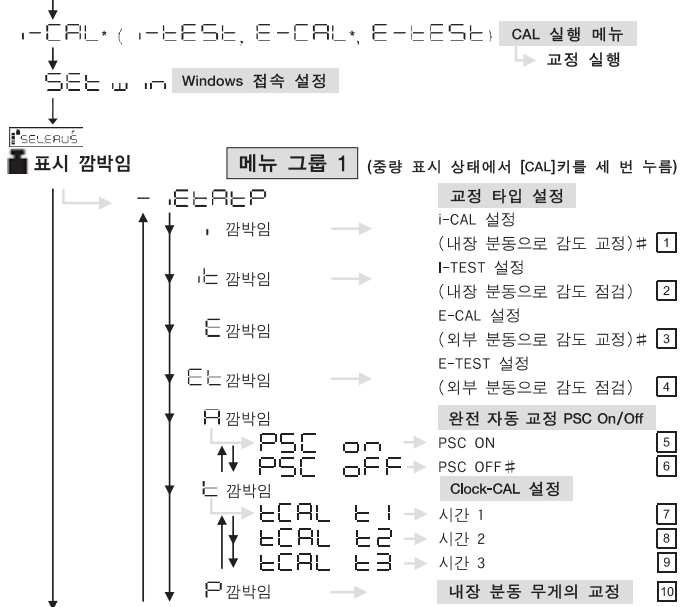 i-CAL* ( i-tESt, E-CAL*, E-tESt) CAL 실행 메뉴
교정 실행
SEt w in Windows 접속 설정
표시 깜박임 메뉴 그룹 1 (중량 표시 상태에서 [CAL]키를 세 번 누름)
교정 타입 설정
i 깜박임 i-CAL 설정
(내장 분동으로 감도 교정)# 1
it 깜박임 I-TEST 설정
(내장 분동으로 감도 점검) 2
E 깜박임 E-CAL 설정
(외부 분동으로 감도 교정)# 3
Et 깜박임 E-TEST 설정
(외부 분동으로 감도 점검) 4
A 깜박임 완전 자동 교정 PSC On/Off
PSC on PSC ON 5
PSC oFF PSC OFF# 6
t 깜박임 Clock-CAL 설정
tCAL t1 시간 1 7
tCAL t2 시간 2 8
tCAL t3 시간 3 9
P 깜박임 내장 분동 무게의 교정 10